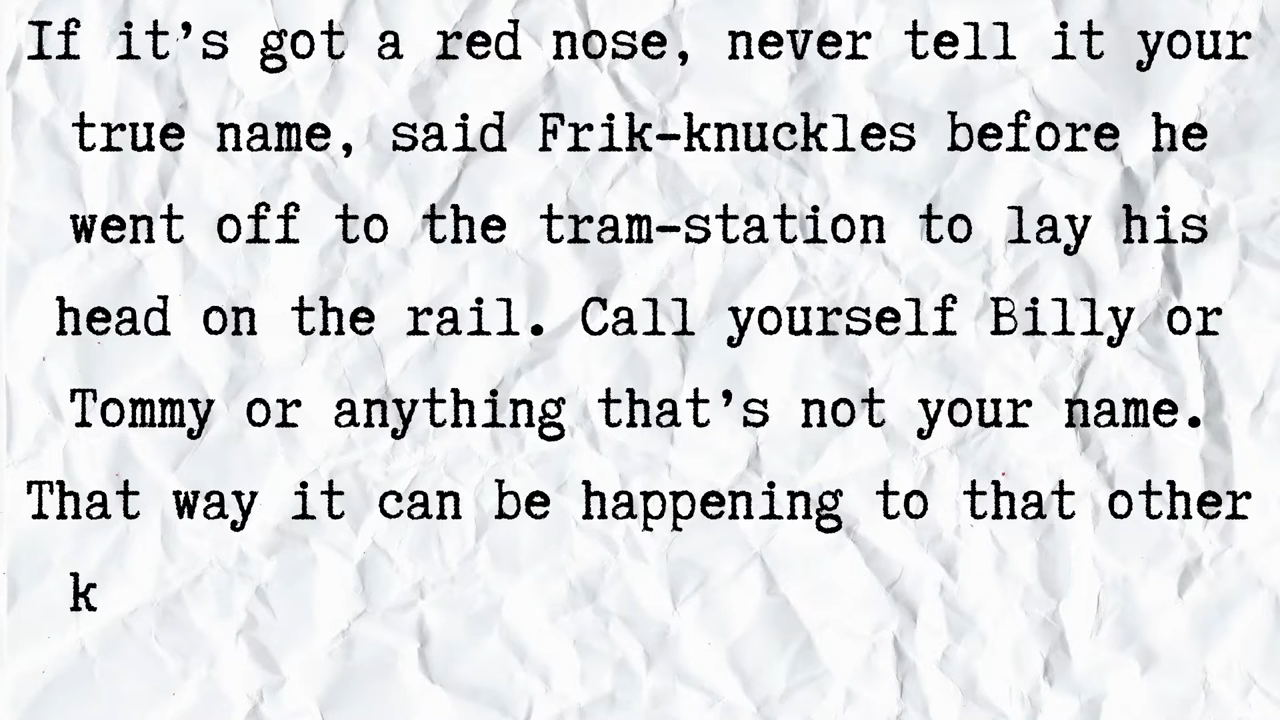 If it’s got a red nose, never tell it your
true name, said Frik-knuckles before he
went off to the tram-station to lay his
head on the rail. Call yourself Billy or
Tommy or anything that’s not your name.
That way it can be happening to that other
k